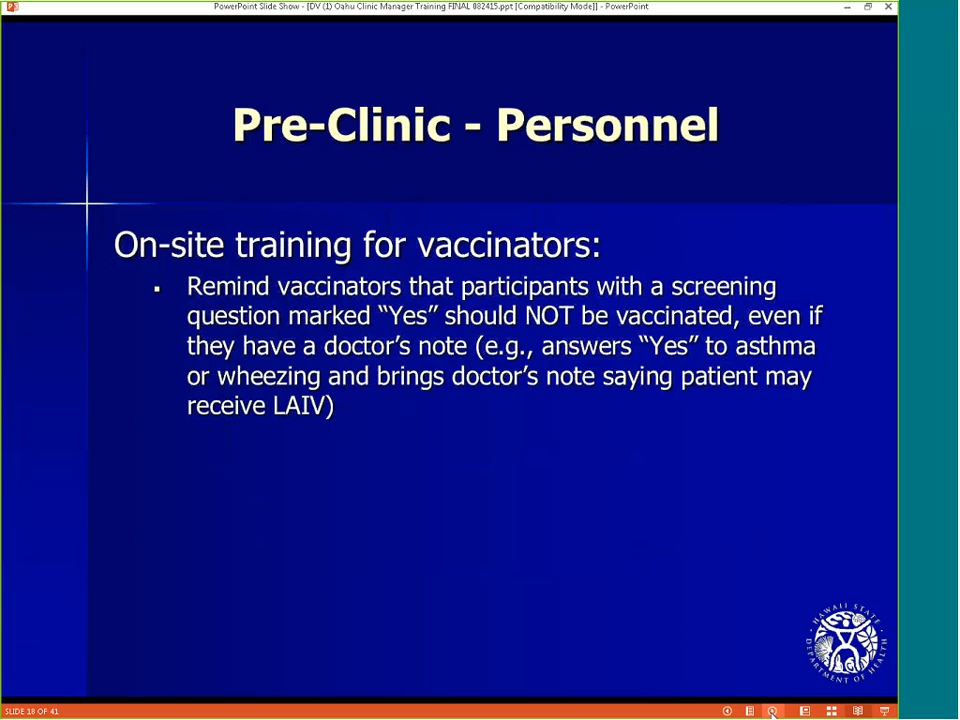 PowerPoint Slide Show - [DV (1) Oahu Clinic Manager Training FINAL 082415.ppt [Compatibility Mode]] - PowerPoint
Pre-Clinic - Personnel
On-site training for vaccinators:
▪ Remind vaccinators that participants with a screening
question marked “Yes” should NOT be vaccinated, even if
they have a doctor’s note (e.g., answers “Yes” to asthma
or wheezing and brings doctor’s note saying patient may
receive LAIV)
HAWAII STATE
DEPARTMENT OF HEALTH
SLIDE 18 OF 41